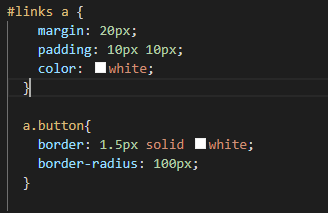 #links a {
margin: 20px;
padding: 10px 10px;
color: white;
}
a.button{
border: 1.5px solid white;
border-radius: 100px;
}